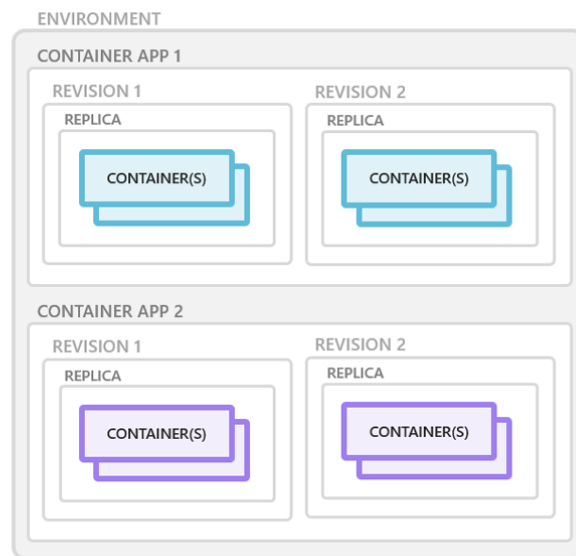 ENVIRONMENT
CONTAINER APP 1
REVISION 1
REVISION 2
REPLICA
REPLICA
CONTAINER(S)
CONTAINER(S)
CONTAINER APP 2
REVISION 1
REVISION 2
REPLICA
REPLICA
CONTAINER(S)
CONTAINER(S)